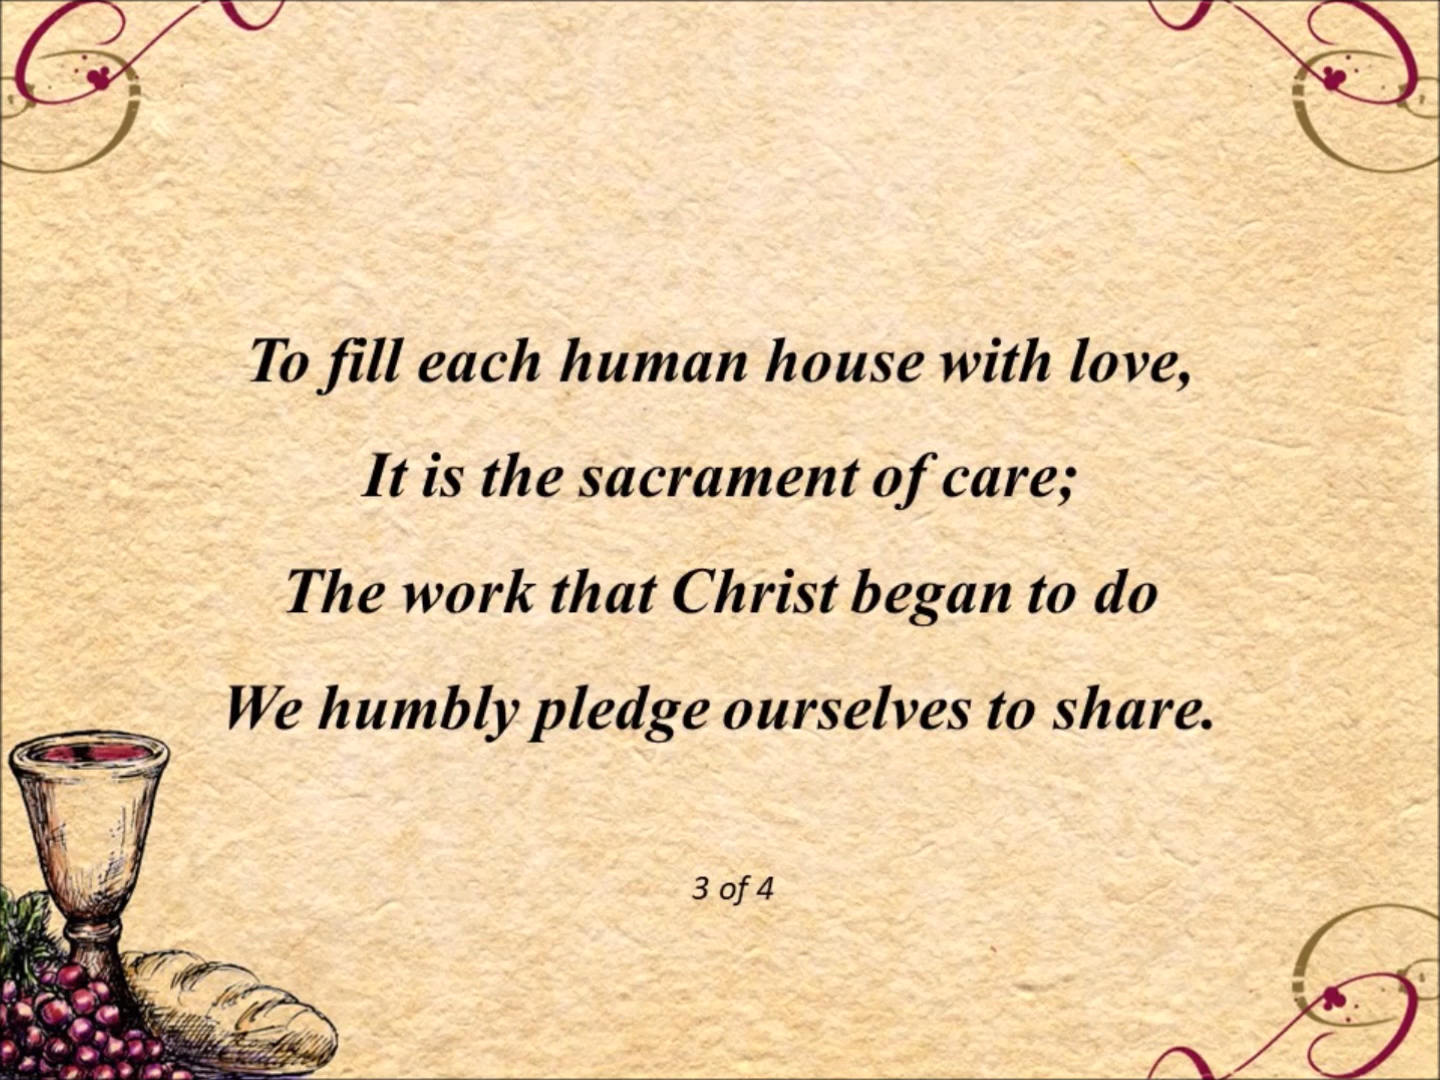 To fill each human house with love,
It is the sacrament of care;
The work that Christ began to do
We humbly pledge ourselves to share.
3 of 4